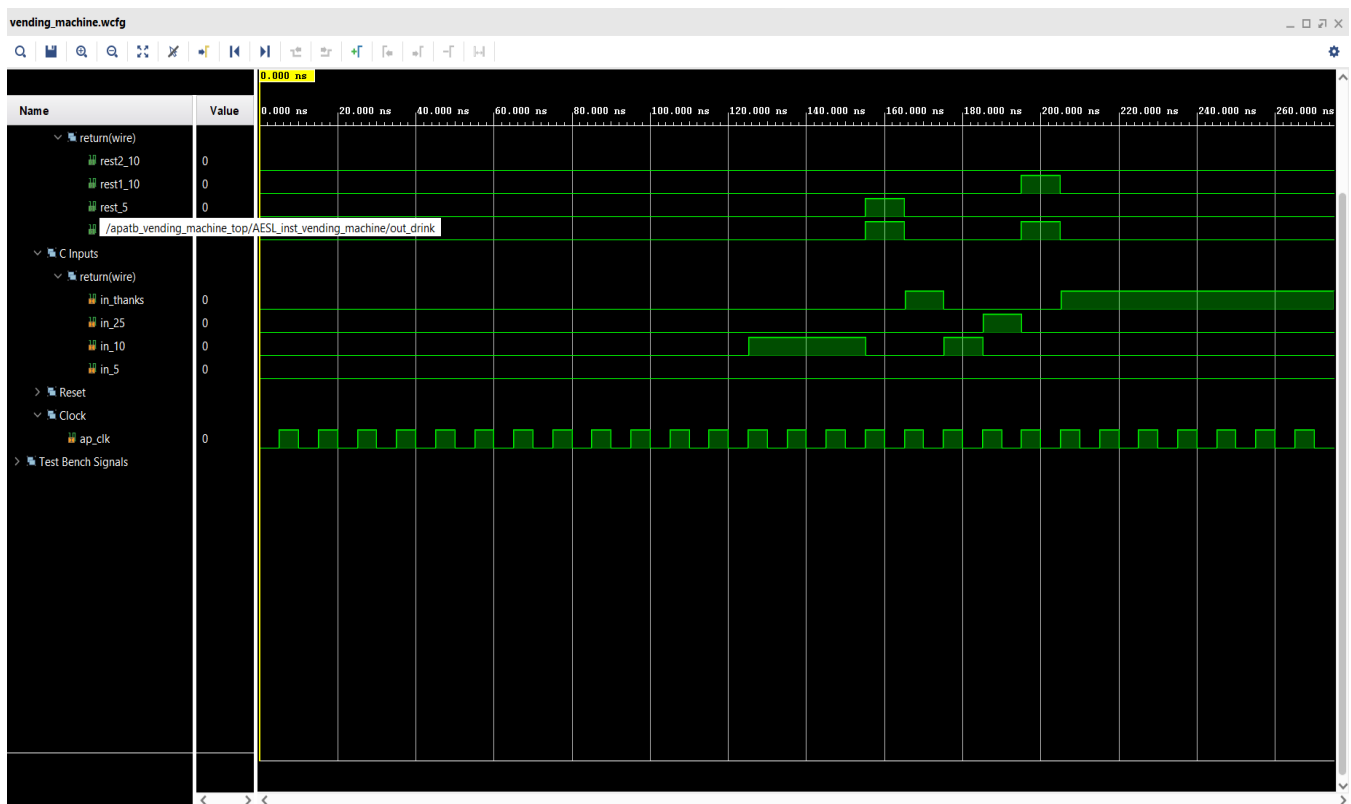 vending_machine.wcfg
0.000 ns
Name Value 0.000 ns 20.000 ns 40.000 ns 60.000 ns 80.000 ns 100.000 ns 120.000 ns 140.000 ns 160.000 ns 180.000 ns 200.000 ns 220.000 ns 240.000 ns 260.000 ns
return(wire)
rest2_10 0
rest1_10 0
rest_5 0
/apatb_vending_machine_top/AESL_inst_vending_machine/out_drink
C Inputs
return(wire)
in_thanks 0
in_25 0
in_10 0
in_5 0
Reset
Clock
ap_clk 0
Test Bench Signals